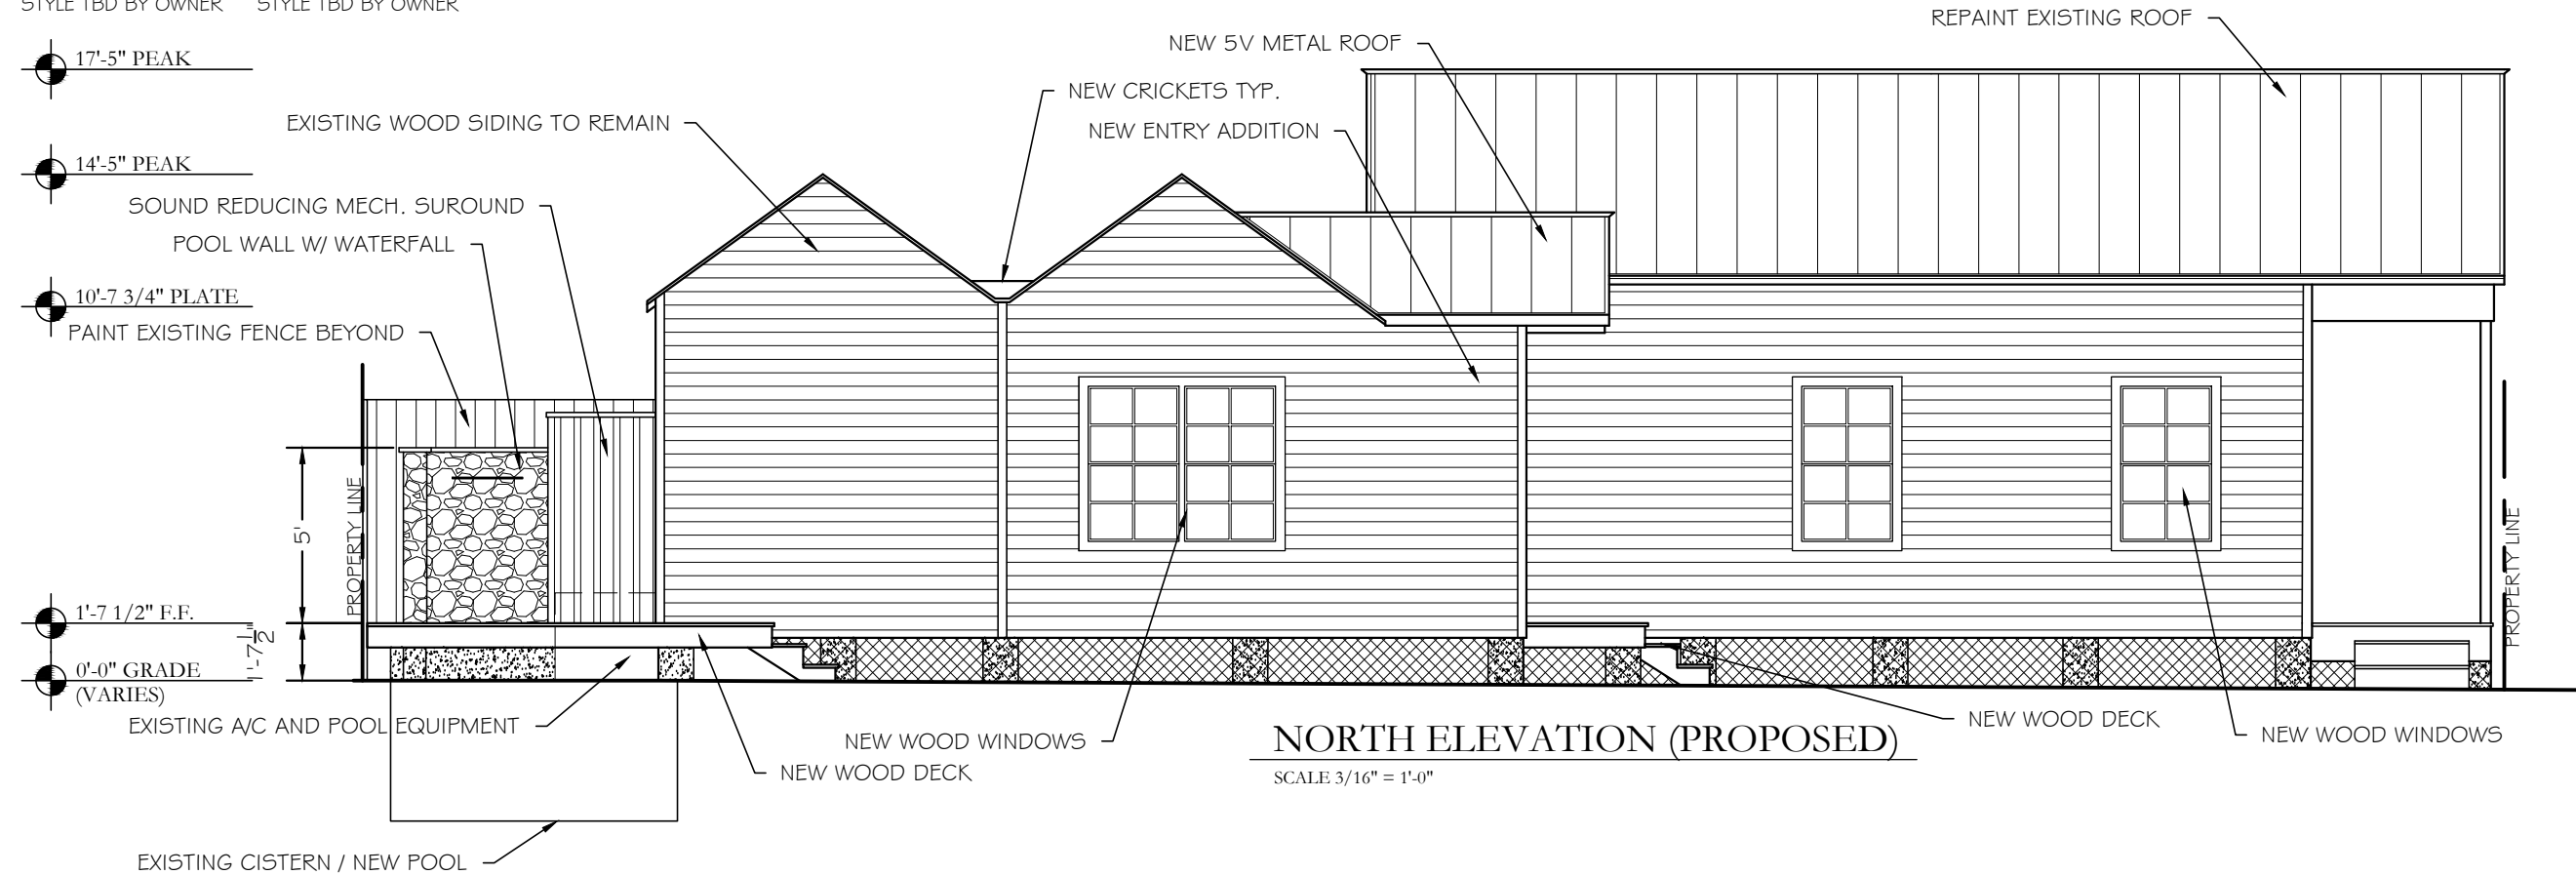 STYLE TBD BY OWNER STYLE TBD BY OWNER
REPAINT EXISTING ROOF
NEW 5V METAL ROOF
17'-5" PEAK
NEW CRICKETS TYP.
EXISTING WOOD SIDING TO REMAIN
NEW ENTRY ADDITION
14'-5" PEAK
SOUND REDUCING MECH. SUROUND
POOL WALL W/ WATERFALL
10'-7 3/4" PLATE
PAINT EXISTING FENCE BEYOND
5'
PROPERTY LINE
PROPERTY LINE
1'-7 1/2" F.F.
1'-7 1/2"
0'-0" GRADE
(VARIES)
EXISTING A/C AND POOL EQUIPMENT
NEW WOOD WINDOWS
NEW WOOD DECK
NORTH ELEVATION (PROPOSED)
SCALE 3/16" = 1'-0"
NEW WOOD DECK
NEW WOOD WINDOWS
EXISTING CISTERN / NEW POOL